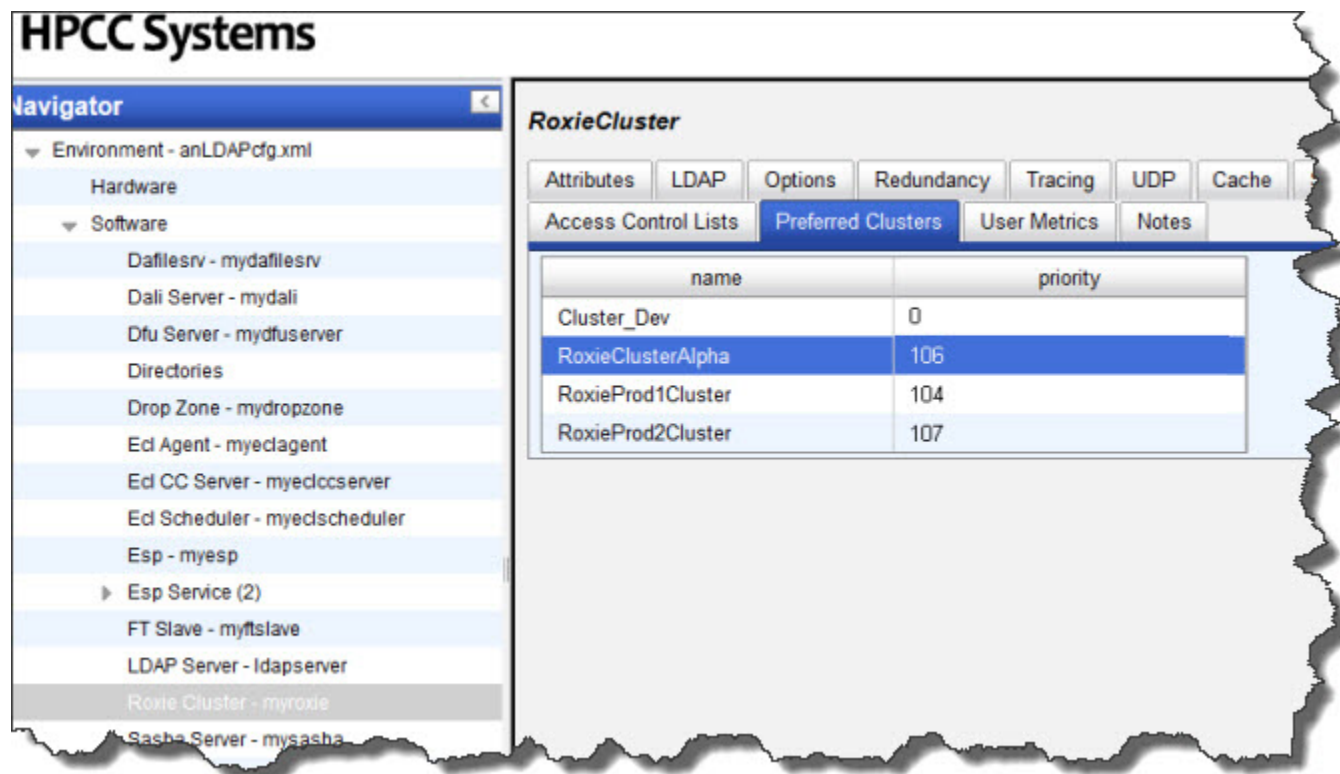 HPCC Systems
Navigator
Environment - anLDAPcfg.xml
Hardware
Software
Dafilesrv - mydafilesrv
Dali Server - mydali
Dfu Server - mydfuserver
Directories
Drop Zone - mydropzone
Ecl Agent - myeclagent
Ecl CC Server - myeclccserver
Ecl Scheduler - myeclscheduler
Esp - myesp
Esp Service (2)
FT Slave - myftslave
LDAP Server - ldapserver
Roxie Cluster - myroxie
Sasha Server - mysasha
RoxieCluster
Attributes LDAP Options Redundancy Tracing UDP Cache
Access Control Lists Preferred Clusters User Metrics Notes
name priority
Cluster_Dev 0
RoxieClusterAlpha 106
RoxieProd1Cluster 104
RoxieProd2Cluster 107